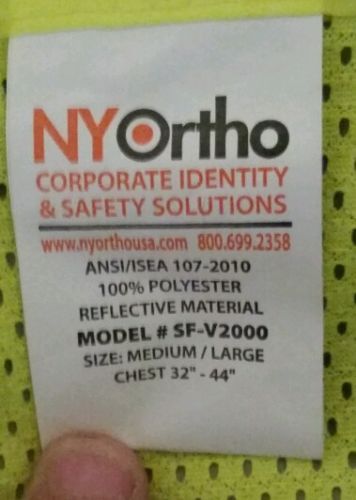 NYOrtho
CORPORATE IDENTITY
& SAFETY SOLUTIONS
www.nyorthousa.com 800.699.2358
ANSI/ISEA 107-2010
100% POLYESTER
REFLECTIVE MATERIAL
MODEL # SF-V2000
SIZE: MEDIUM / LARGE
CHEST 32" - 44"